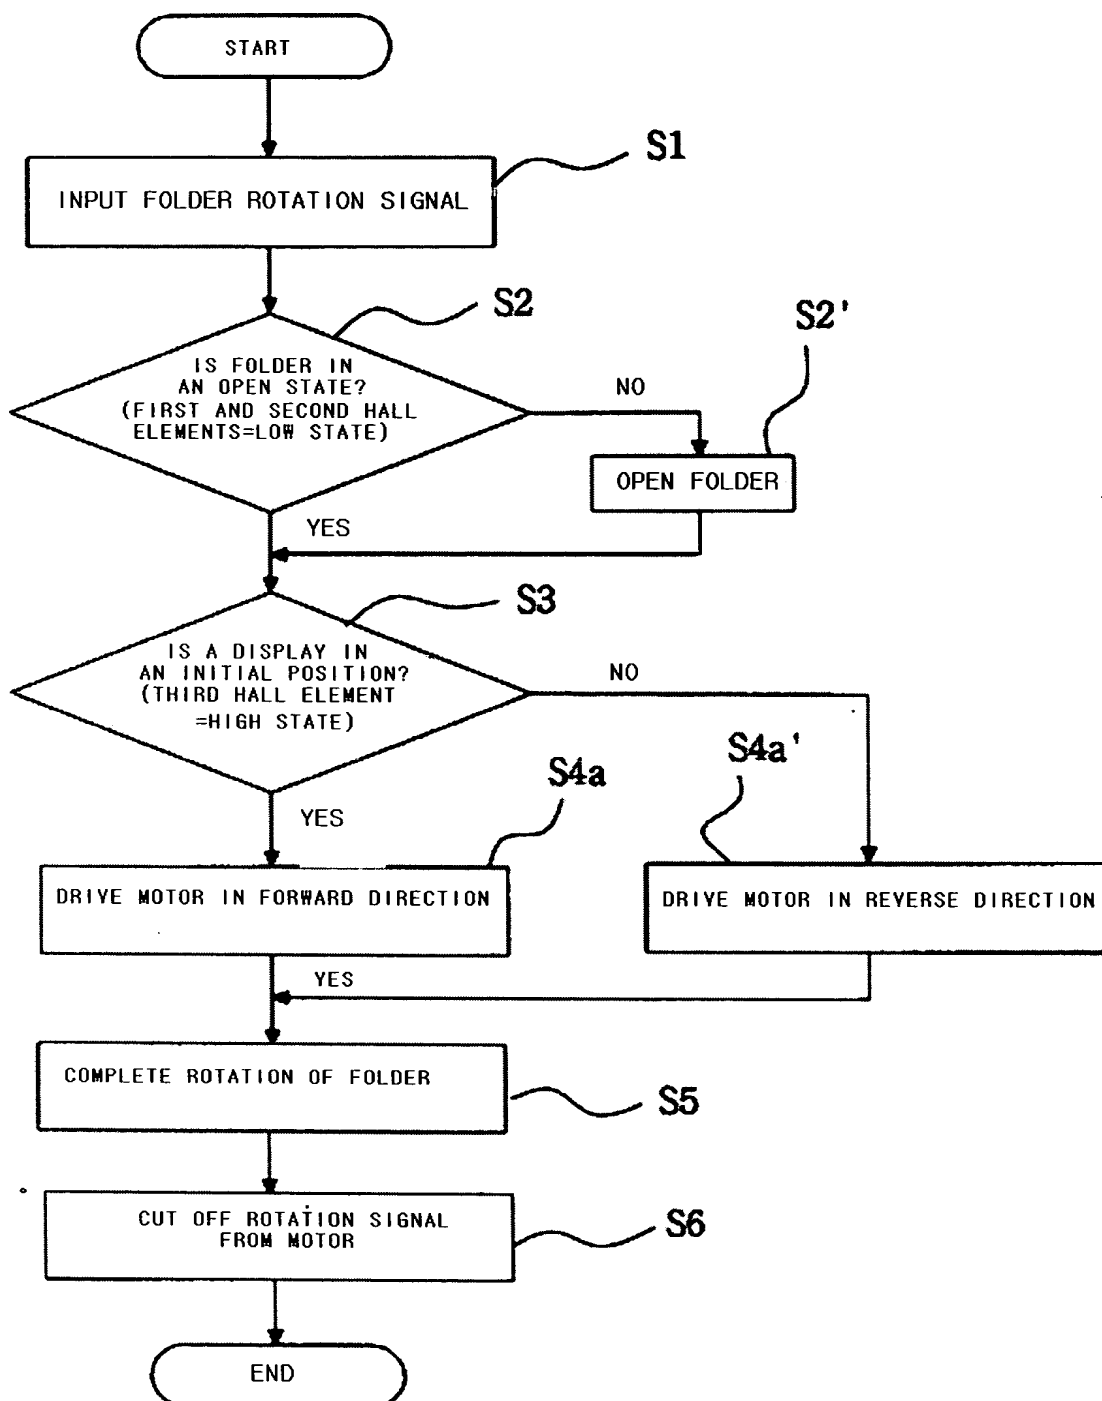 START
S1
INPUT FOLDER ROTATION SIGNAL
S2
S2'
IS FOLDER IN
AN OPEN STATE?
(FIRST AND SECOND HALL
ELEMENTS=LOW STATE)
NO
OPEN FOLDER
YES
S3
IS A DISPLAY IN
AN INITIAL POSITION?
(THIRD HALL ELEMENT
=HIGH STATE)
NO
S4a
S4a'
YES
DRIVE MOTOR IN FORWARD DIRECTION
DRIVE MOTOR IN REVERSE DIRECTION
YES
COMPLETE ROTATION OF FOLDER
S5
CUT OFF ROTATION SIGNAL
FROM MOTOR
S6
END